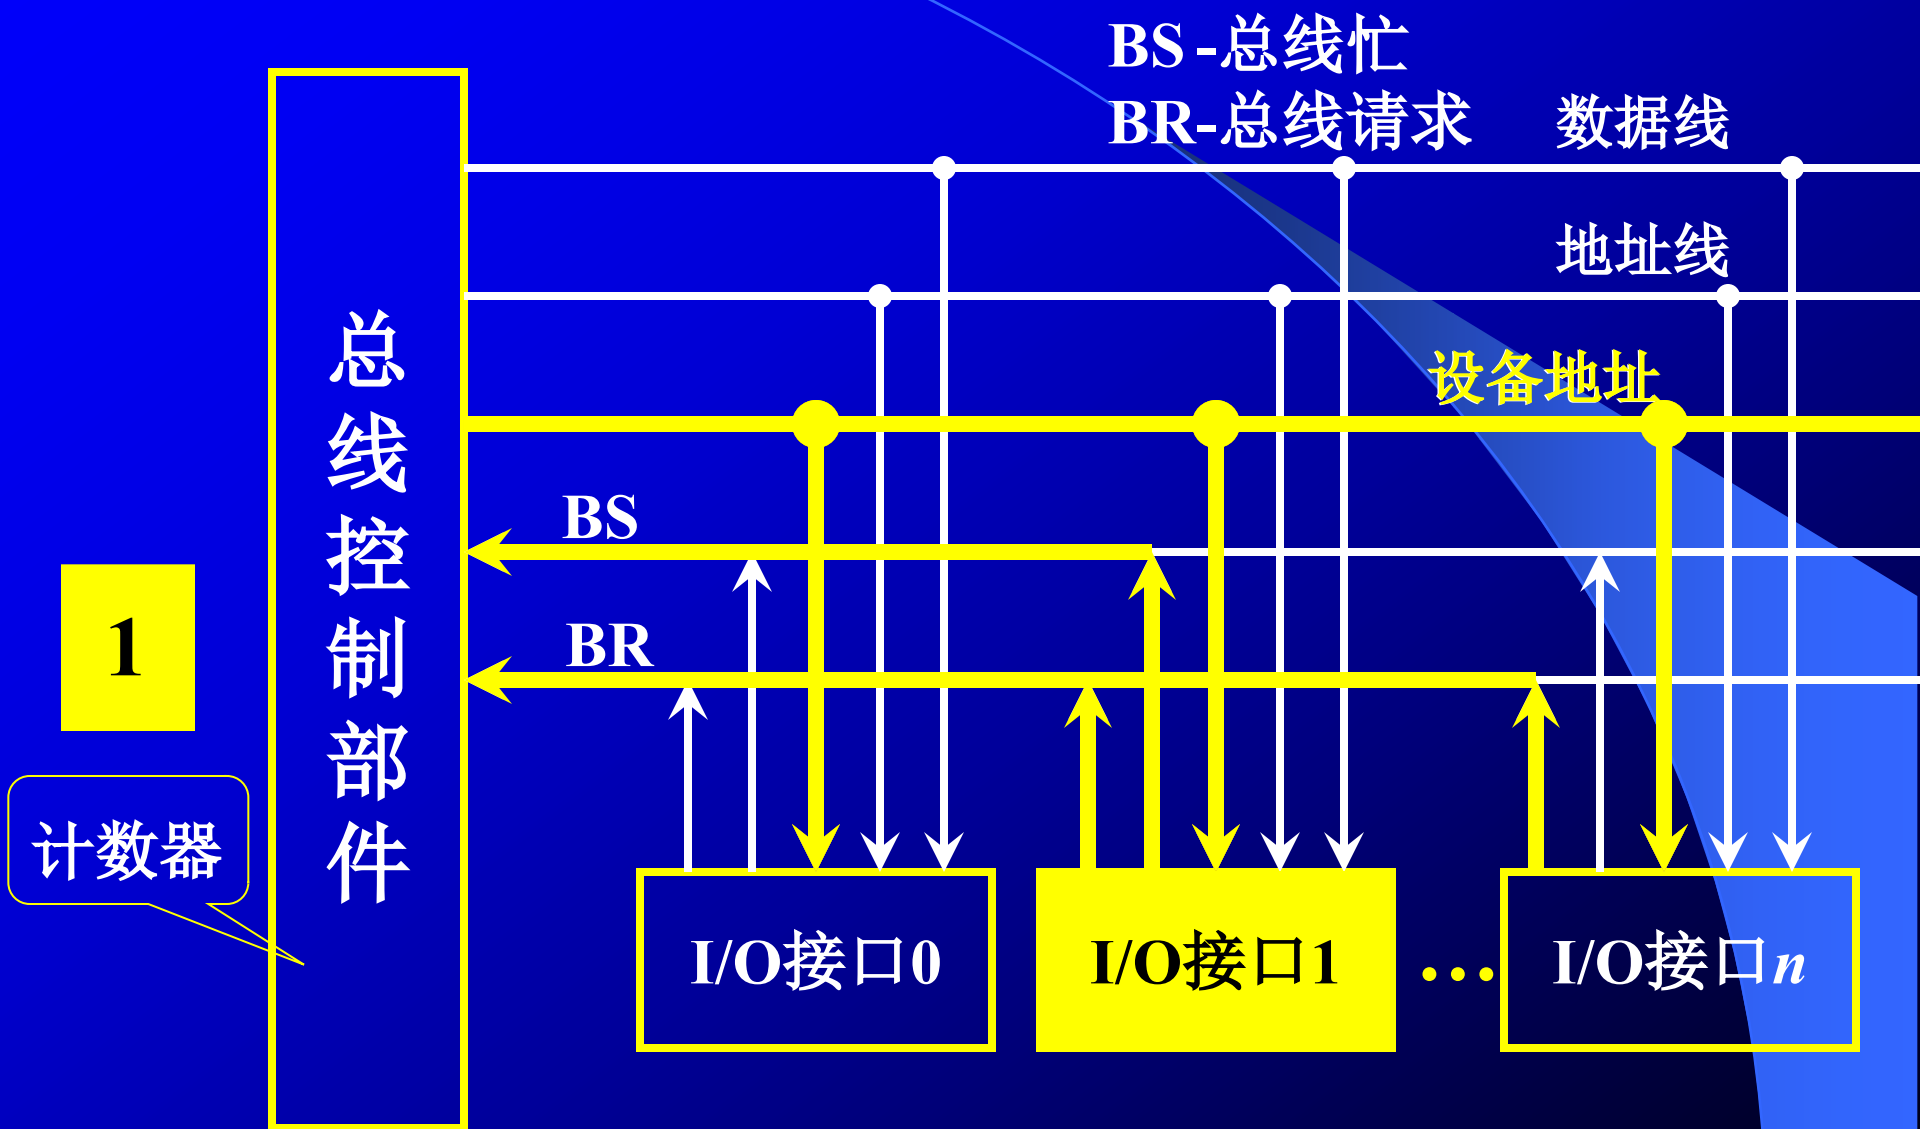 BS -总线忙
BR-总线请求
数据线
地址线
设备地址
BS
BR
总线控制部件
1
计数器
I/O接口0
I/O接口1
…
I/O接口n